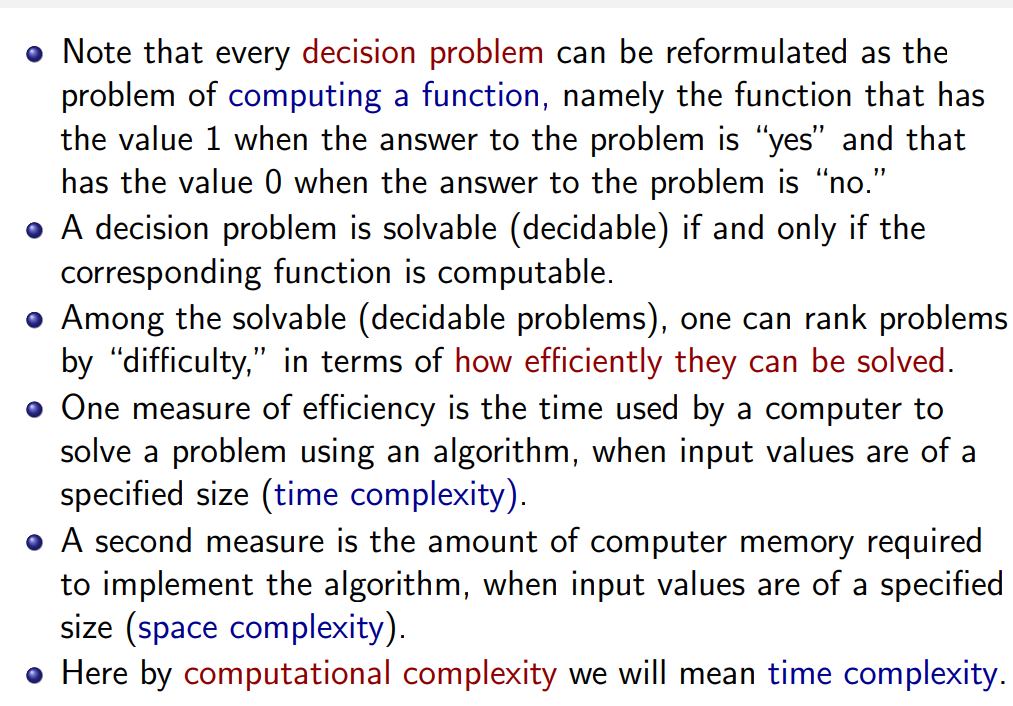 Note that every decision problem can be reformulated as the
problem of computing a function, namely the function that has
the value 1 when the answer to the problem is “yes” and that
has the value 0 when the answer to the problem is “no.”
A decision problem is solvable (decidable) if and only if the
corresponding function is computable.
Among the solvable (decidable problems), one can rank problems
by “difficulty,” in terms of how efficiently they can be solved.
One measure of efficiency is the time used by a computer to
solve a problem using an algorithm, when input values are of a
specified size (time complexity).
A second measure is the amount of computer memory required
to implement the algorithm, when input values are of a specified
size (space complexity).
Here by computational complexity we will mean time complexity.